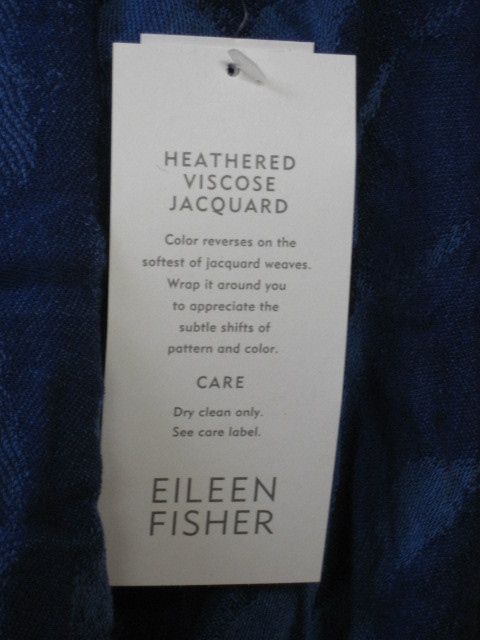 HEATHERED
VISCOSE
JACQUARD
Color reverses on the
softest of jacquard weaves.
Wrap it around you
to appreciate the
subtle shifts of
pattern and color.
CARE
Dry clean only.
See care label.
EILEEN
FISHER